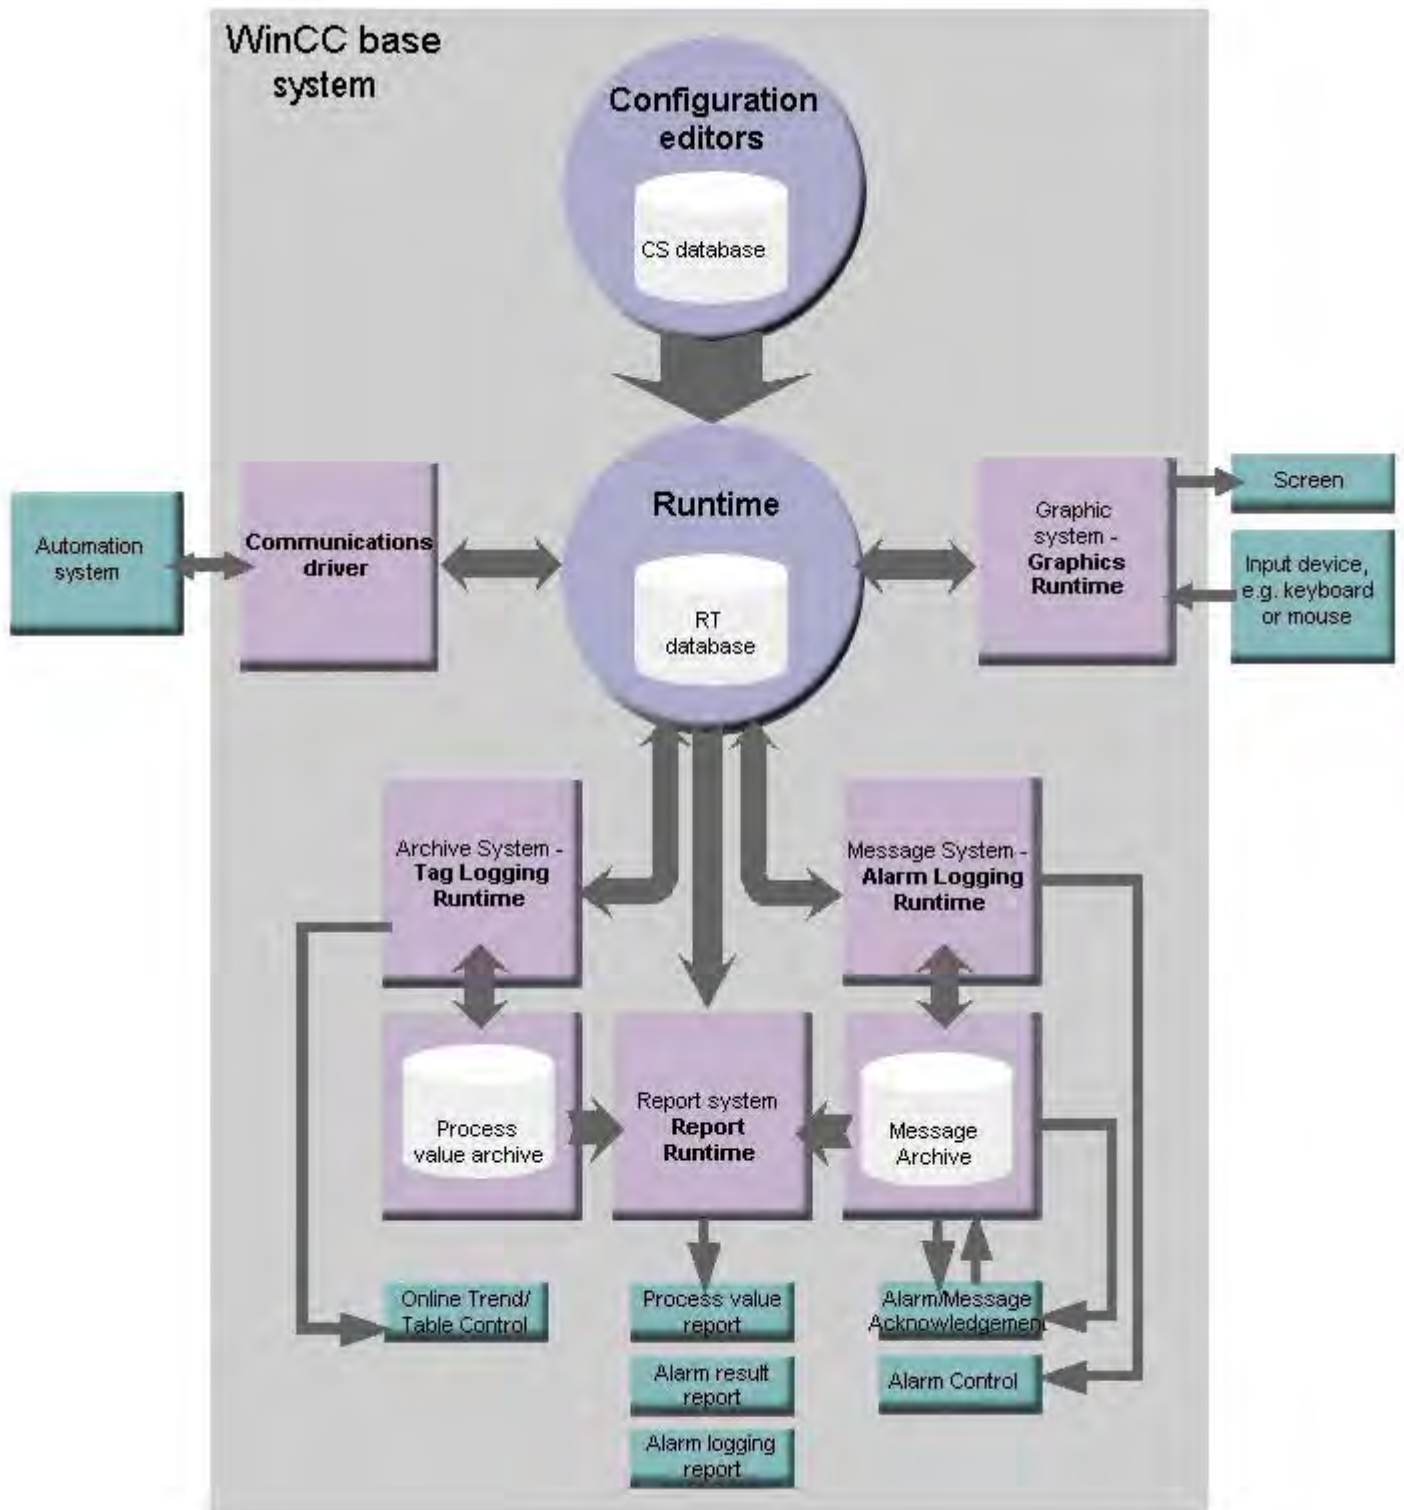 WinCC base
system
Configuration
editors
CS database
Runtime
RT
database
Automation
system
Communications
driver
Graphic
system -
Graphics
Runtime
Screen
Input device,
e.g. keyboard
or mouse
Archive System -
Tag Logging
Runtime
Message System -
Alarm Logging
Runtime
Process
value archive
Report system
Report
Runtime
Message
Archive
Online Trend/
Table Control
Process value
report
Alarm/Message
Acknowledgement
Alarm result
report
Alarm Control
Alarm logging
report